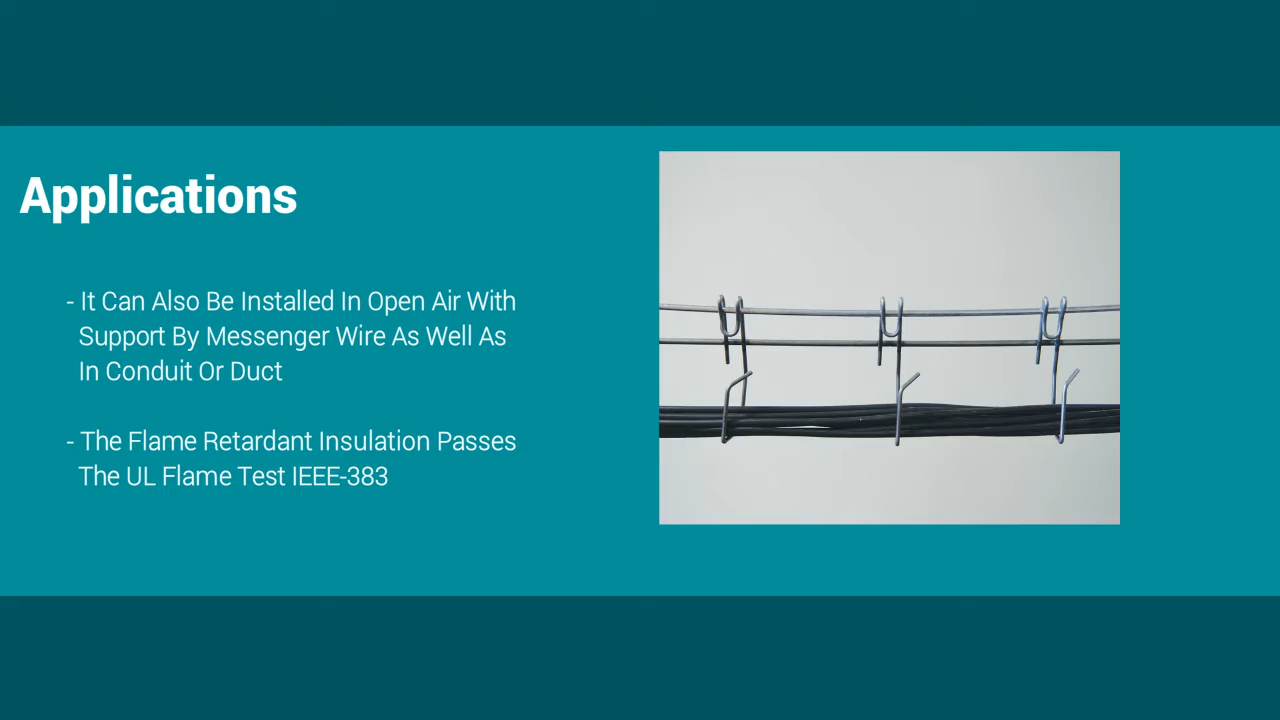 Applications
- It Can Also Be Installed In Open Air With
Support By Messenger Wire As Well As
In Conduit Or Duct
- The Flame Retardant Insulation Passes
The UL Flame Test IEEE-383